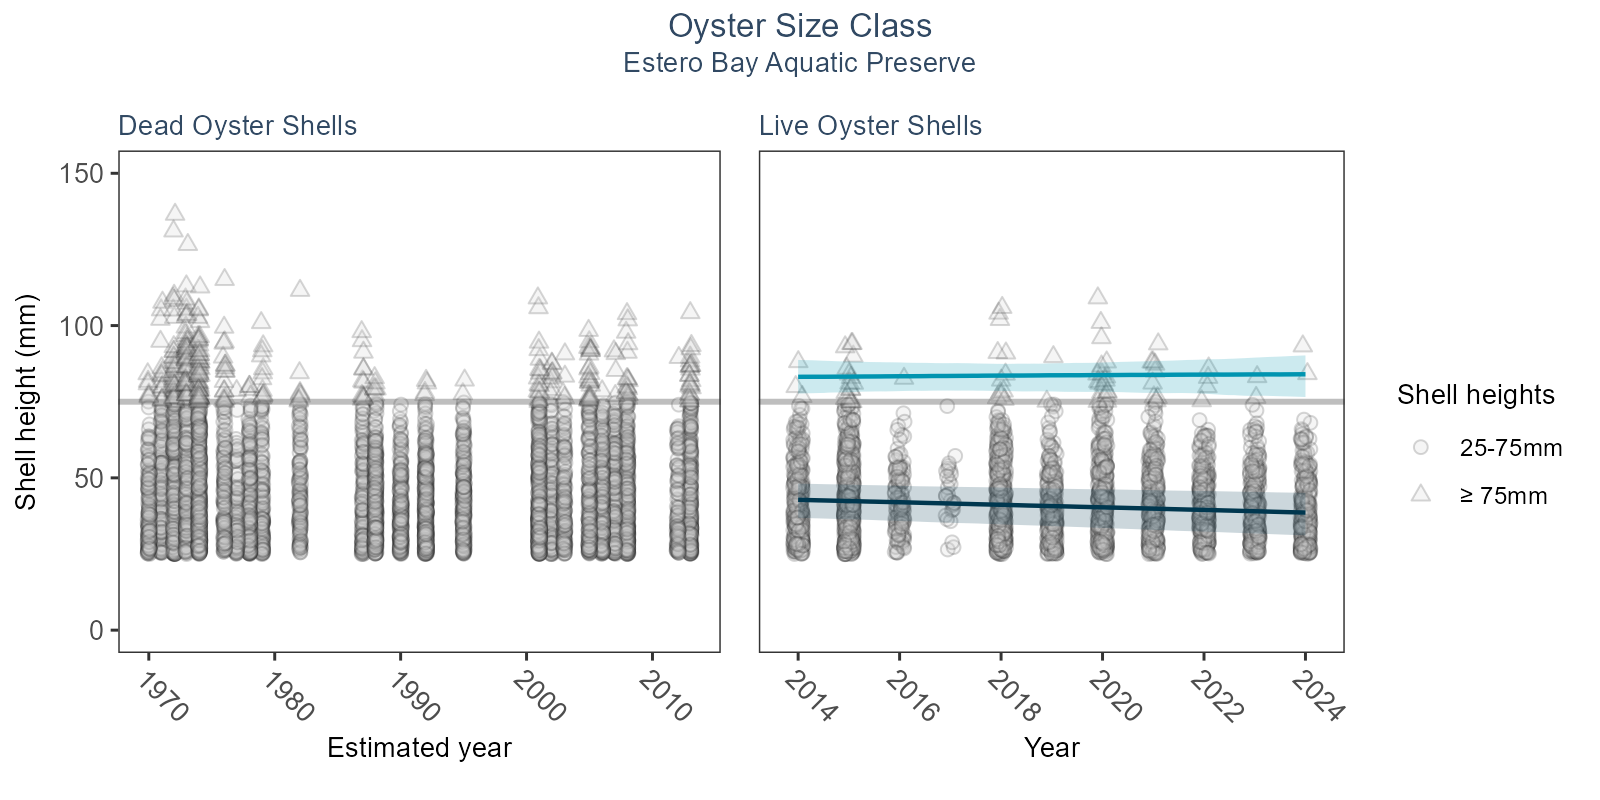 Oyster Size Class
Estero Bay Aquatic Preserve
Dead Oyster Shells
Live Oyster Shells
Shell height (mm)
150
100
50
0
1970
1980
1990
2000
2010
Estimated year
2014
2016
2018
2020
2022
2024
Year
Shell heights
25-75mm
≥ 75mm